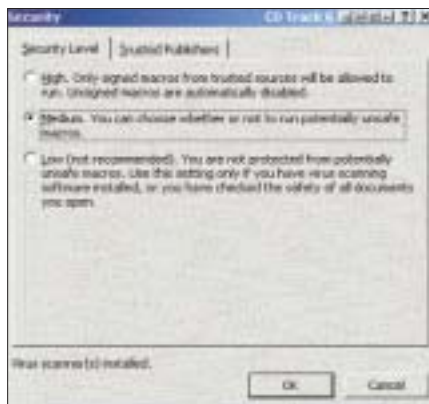 Security CD Track 6
Security Level Trusted Publishers
High. Only signed macros from trusted sources will be allowed to
run. Unsigned macros are automatically disabled.
Medium. You can choose whether or not to run potentially unsafe
macros.
Low (not recommended). You are not protected from potentially
unsafe macros. Use this setting only if you have virus scanning
software installed, or you have checked the safety of all documents
you open.
Virus scanner(s) installed.
OK Cancel